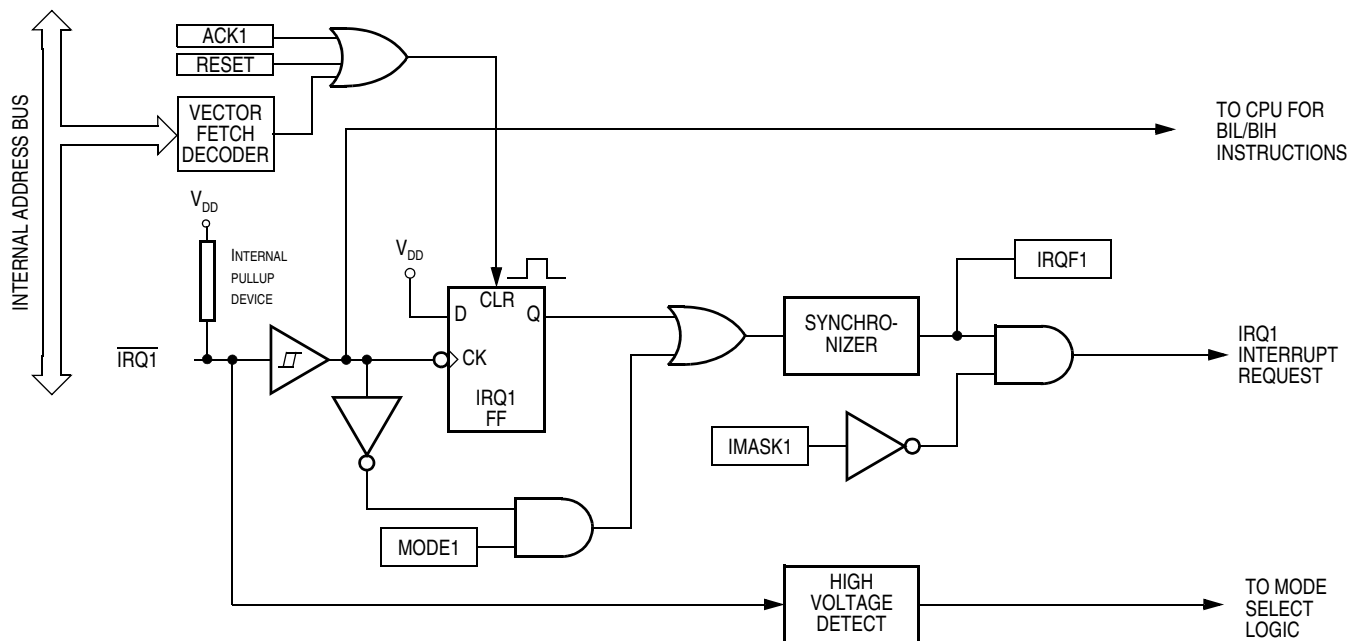 INTERNAL ADDRESS BUS
ACK1
RESET
VECTOR
FETCH
DECODER
TO CPU FOR
BIL/BIH
INSTRUCTIONS
VDD
INTERNAL
PULLUP
DEVICE
VDD
CLR
D
Q
CK
IRQ1
FF
SYNCHRO-
NIZER
IRQF1
IRQ1
IRQ1
INTERRUPT
REQUEST
IMASK1
MODE1
HIGH
VOLTAGE
DETECT
TO MODE
SELECT
LOGIC